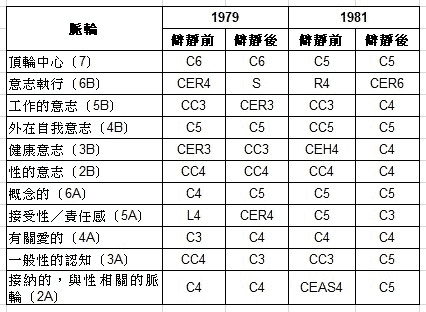 脈輪 1979 1981
僻靜前 僻靜後 僻靜前 僻靜後
頂輪中心〔7〕 C6 C6 C5 C5
意志執行〔6B〕 CER4 S R4 CER6
工作的意志〔5B〕 CC3 CER3 CC3 C4
外在自我意志〔4B〕 C5 C5 CC5 C5
健康意志〔3B〕 CER3 CC3 CEH4 C4
性的意志〔2B〕 CC4 CC4 CC4 C4
概念的〔6A〕 C4 C5 C5 C5
接受性／責任感〔5A〕 L4 CER4 C5 C3
有關愛的〔4A〕 C3 C4 C4 C4
一般性的認知〔3A〕 CC4 C3 CC3 C5
接納的，與性相關的脈
輪〔2A〕 C4 C4 CEAS4 C5